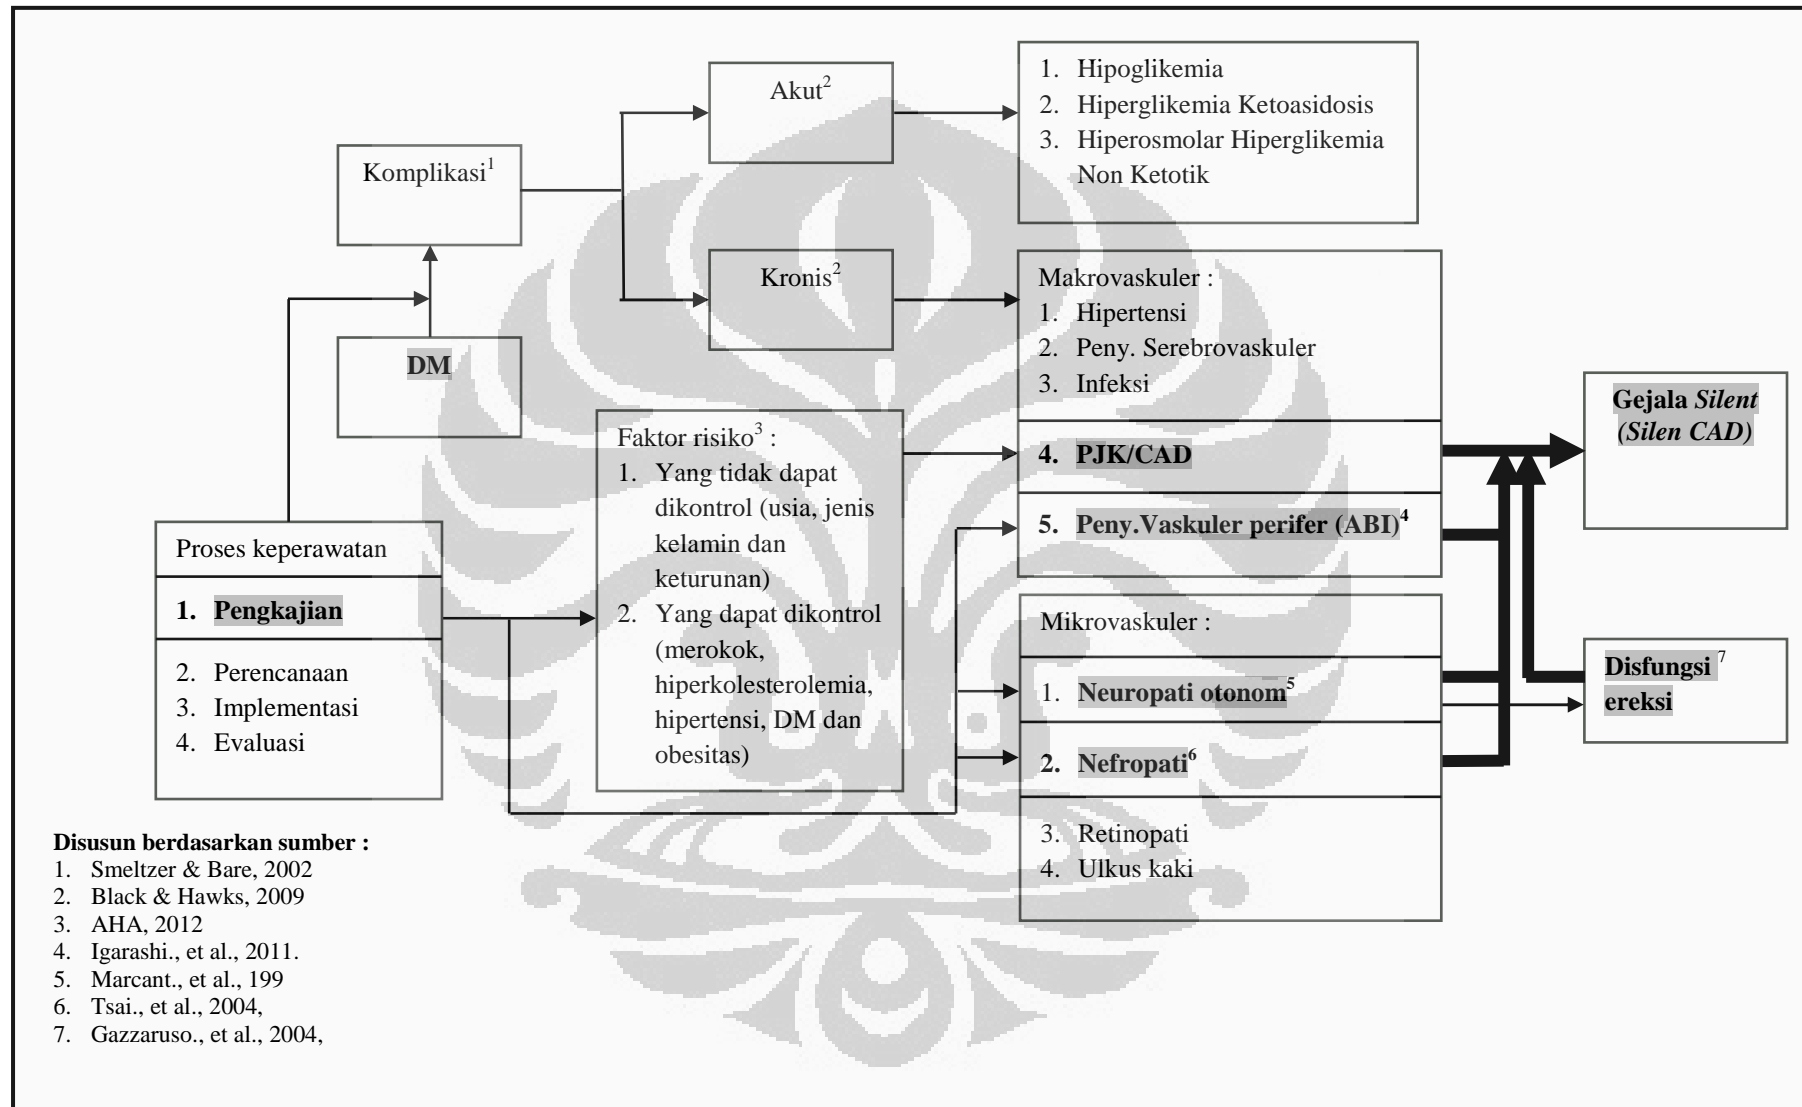 Akut2
1. Hipoglikemia
2. Hiperglikemia Ketoasidosis
3. Hiperosmolar Hiperglikemia
Non Ketotik
Komplikasi1
Kronis2
Makrovaskuler :
1. Hipertensi
2. Peny. Serebrovaskuler
3. Infeksi
4. PJK/CAD
5. Peny.Vaskuler perifer (ABI)4
DM
Gejala Silent
(Silen CAD)
Faktor risiko3 :
1. Yang tidak dapat
dikontrol (usia, jenis
kelamin dan
keturunan)
2. Yang dapat dikontrol
(merokok,
hiperkolesterolemia,
hipertensi, DM dan
obesitas)
Proses keperawatan
1. Pengkajian
2. Perencanaan
3. Implementasi
4. Evaluasi
Mikrovaskuler :
1. Neuropati otonom5
2. Nefropati6
3. Retinopati
4. Ulkus kaki
Disfungsi 7
ereksi
Disusun berdasarkan sumber :
1. Smeltzer & Bare, 2002
2. Black & Hawks, 2009
3. AHA, 2012
4. Igarashi., et al., 2011.
5. Marcant., et al., 199
6. Tsai., et al., 2004,
7. Gazzaruso., et al., 2004,